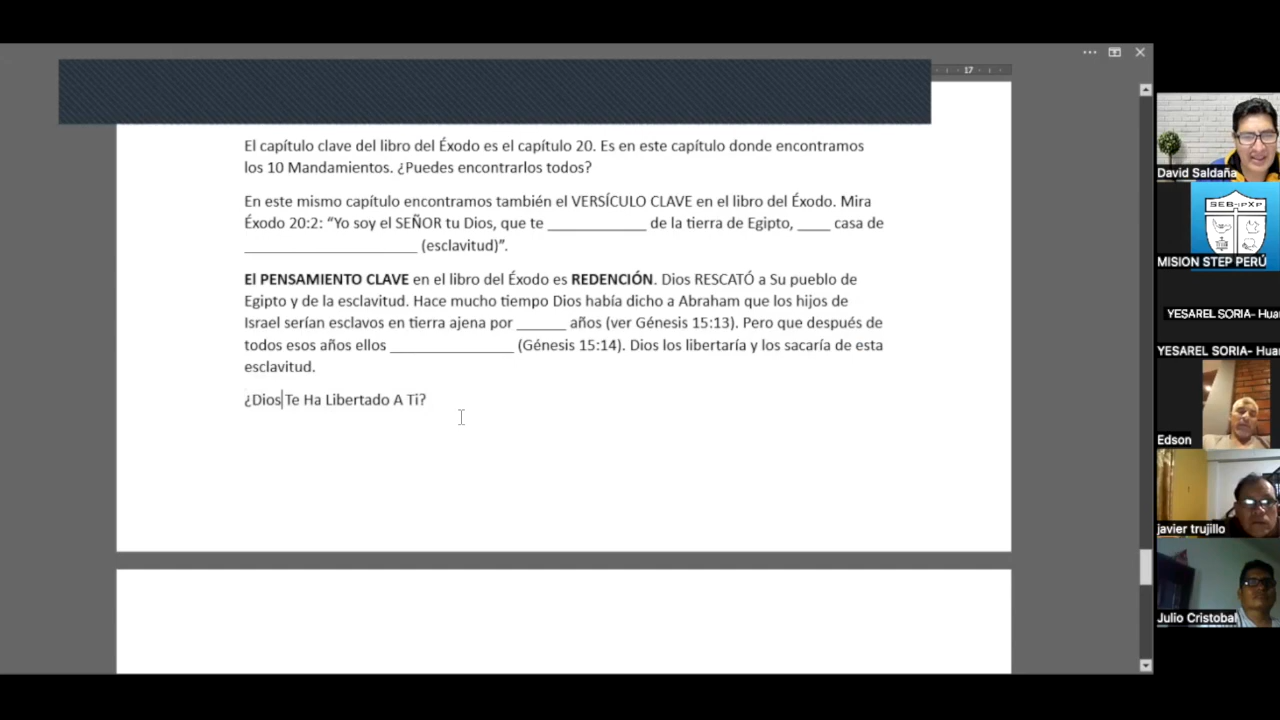 17
El capítulo clave del libro del Éxodo es el capítulo 20. Es en este capítulo donde encontramos
los 10 Mandamientos. ¿Puedes encontrarlos todos?
En este mismo capítulo encontramos también el VERSÍCULO CLAVE en el libro del Éxodo. Mira
Éxodo 20:2: “Yo soy el SEÑOR tu Dios, que te ____________ de la tierra de Egipto, ____ casa de
_____________________ (esclavitud)”.
El PENSAMIENTO CLAVE en el libro del Éxodo es REDENCIÓN. Dios RESCATÓ a Su pueblo de
Egipto y de la esclavitud. Hace mucho tiempo Dios había dicho a Abraham que los hijos de
Israel serían esclavos en tierra ajena por ______ años (ver Génesis 15:13). Pero que después de
todos esos años ellos _______________ (Génesis 15:14). Dios los libertaría y los sacaría de esta
esclavitud.
¿Dios Te Ha Libertado A Ti?
David Saldaña
SEB-IPXP
MISION STEP PERÚ
YESAREL SORIA- Hua
YESAREL SORIA- Huar
Edson
javier trujillo
Julio Cristobal